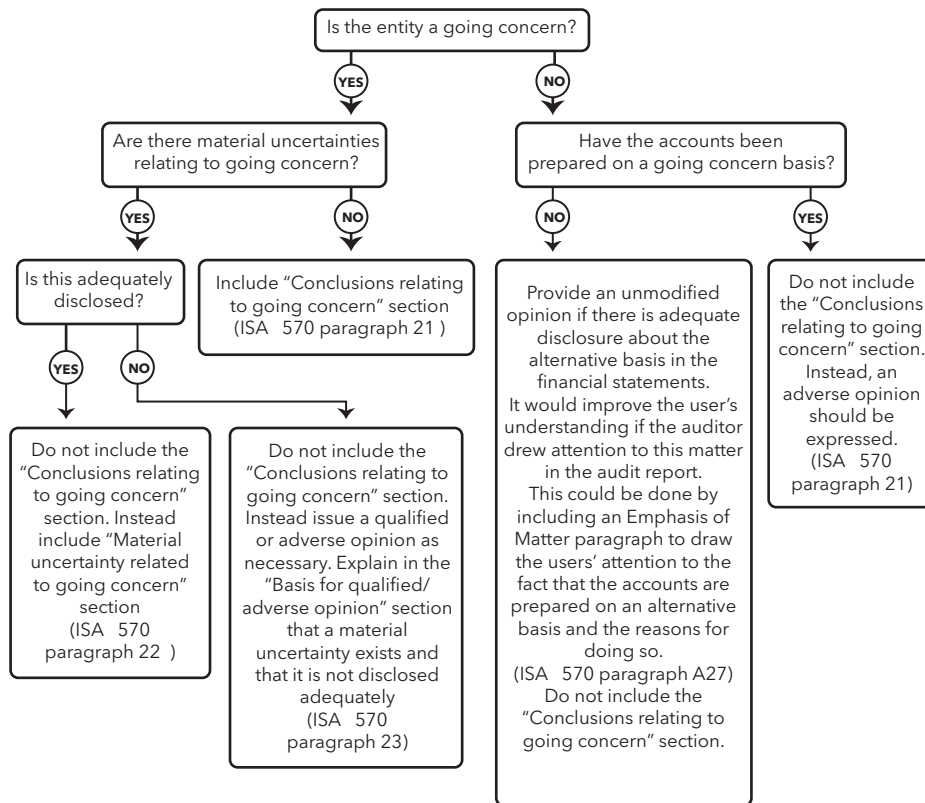 Is the entity a going concern?
YES
NO
Are there material uncertainties
relating to going concern?
Have the accounts been
prepared on a going concern basis?
YES
NO
NO
YES
Is this adequately
disclosed?
Include “Conclusions relating
to going concern” section
(ISA 570 paragraph 21 )
Provide an unmodified
opinion if there is adequate
disclosure about the
alternative basis in the
financial statements.
It would improve the user’s
understanding if the auditor
drew attention to this matter
in the audit report.
This could be done by
including an Emphasis of
Matter paragraph to draw
the users’ attention to the
fact that the accounts are
prepared on an alternative
basis and the reasons for
doing so.
(ISA 570 paragraph A27)
Do not include the
“Conclusions relating to
going concern” section.
Do not include
the “Conclusions
relating to going
concern” section.
Instead, an
adverse opinion
should be
expressed.
(ISA 570
paragraph 21)
YES
NO
Do not include the
“Conclusions relating
to going concern”
section. Instead
include “Material
uncertainty related
to going concern”
section
(ISA 570
paragraph 22 )
Do not include the
“Conclusions relating to
going concern” section.
Instead issue a qualified
or adverse opinion as
necessary. Explain in the
“Basis for qualified/
adverse opinion” section
that a material
uncertainty exists and
that it is not disclosed
adequately
(ISA 570
paragraph 23)